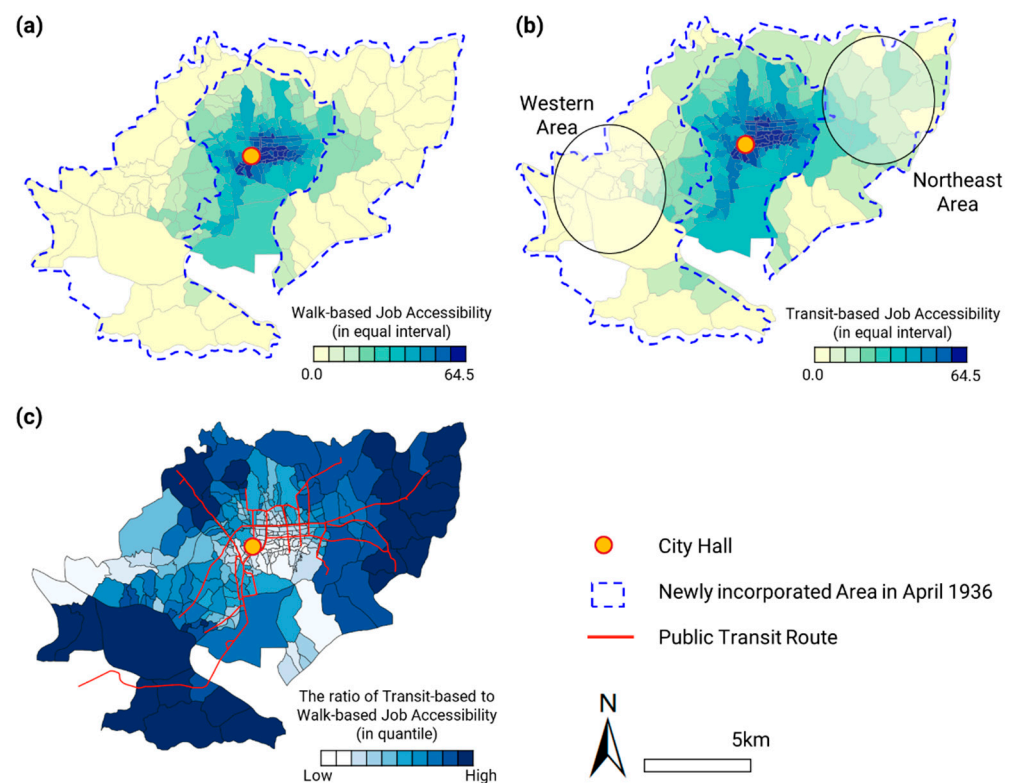 (a)
Walk-based Job Accessibility
(in equal interval)
0.0 64.5
(b)
Western
Area
Northeast
Area
Transit-based Job Accessibility
(in equal interval)
0.0 64.5
(c)
The ratio of Transit-based to
Walk-based Job Accessibility
(in quantile)
Low High
City Hall
Newly incorporated Area in April 1936
Public Transit Route
N
5km